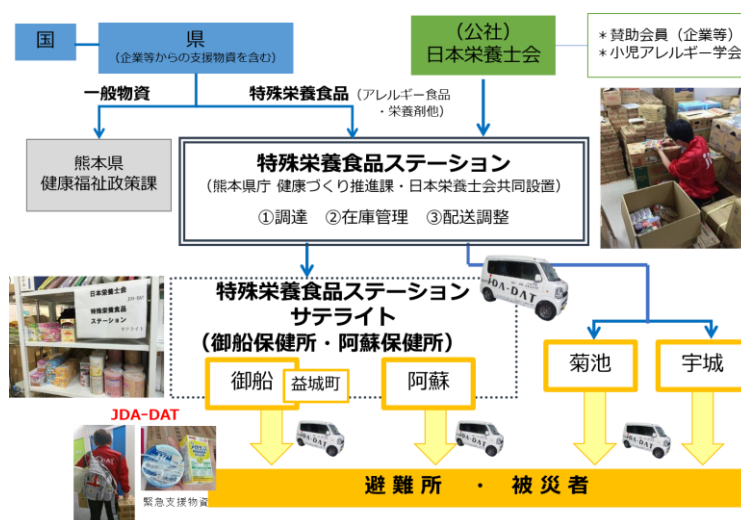 国
県
(企業等からの支援物資を含む)
(公社)
日本栄養士会
*賛助会員(企業等)
*小児アレルギー学会
一般物資
特殊栄養食品(アレルギー食品
・栄養剤他)
熊本県
健康福祉政策課
特殊栄養食品ステーション
(熊本県庁 健康づくり推進課・日本栄養士会共同設置)
①調達 ②在庫管理 ③配送調整
日本栄養士会
JDA-DAT
特殊栄養食品
ステーション
サテライト
特殊栄養食品ステーション
サテライト
(御船保健所・阿蘇保健所)
JDA-DAT
御船
益城町
阿蘇
菊池
宇城
JDA-DAT
JDA-DAT
JDA-DAT
JDA-DAT
緊急支援物資
避難所 ・ 被災者